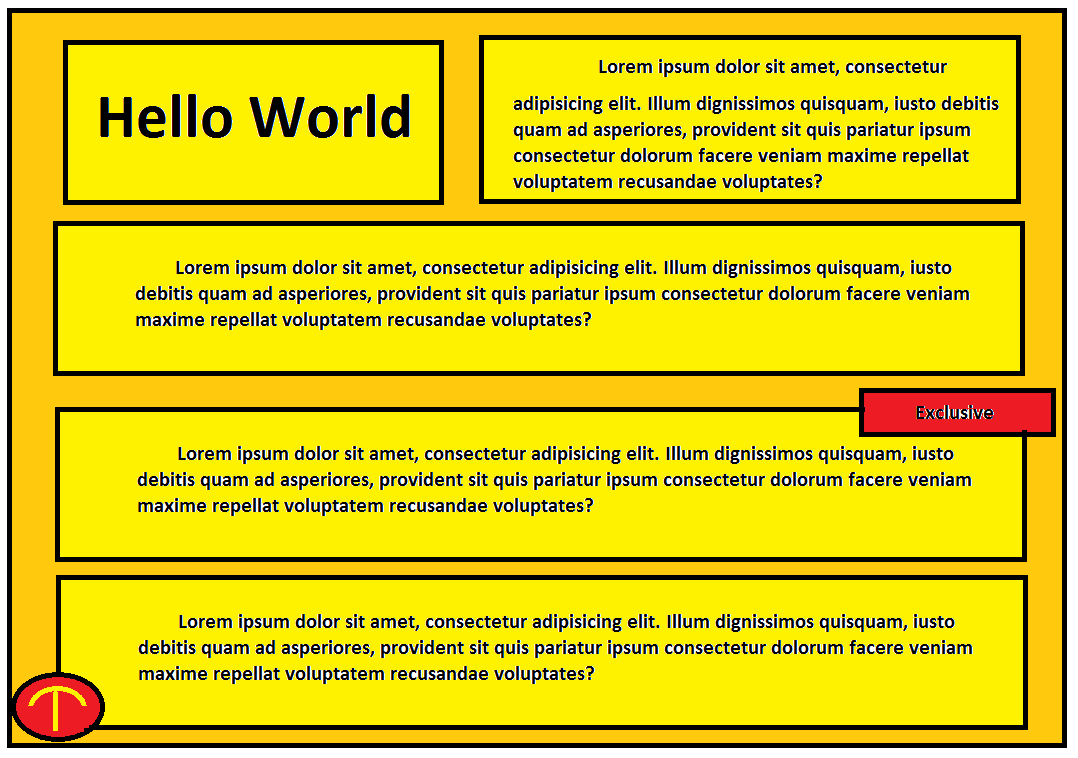 Hello World
Lorem ipsum dolor sit amet, consectetur
adipisicing elit. Illum dignissimos quisquam, iusto debitis
quam ad asperiores, provident sit quis pariatur ipsum
consectetur dolorum facere veniam maxime repellat
voluptatem recusandae voluptates?
Lorem ipsum dolor sit amet, consectetur adipisicing elit. Illum dignissimos quisquam, iusto
debitis quam ad asperiores, provident sit quis pariatur ipsum consectetur dolorum facere veniam
maxime repellat voluptatem recusandae voluptates?
Exclusive
Lorem ipsum dolor sit amet, consectetur adipisicing elit. Illum dignissimos quisquam, iusto
debitis quam ad asperiores, provident sit quis pariatur ipsum consectetur dolorum facere veniam
maxime repellat voluptatem recusandae voluptates?
Lorem ipsum dolor sit amet, consectetur adipisicing elit. Illum dignissimos quisquam, iusto
debitis quam ad asperiores, provident sit quis pariatur ipsum consectetur dolorum facere veniam
maxime repellat voluptatem recusandae voluptates?